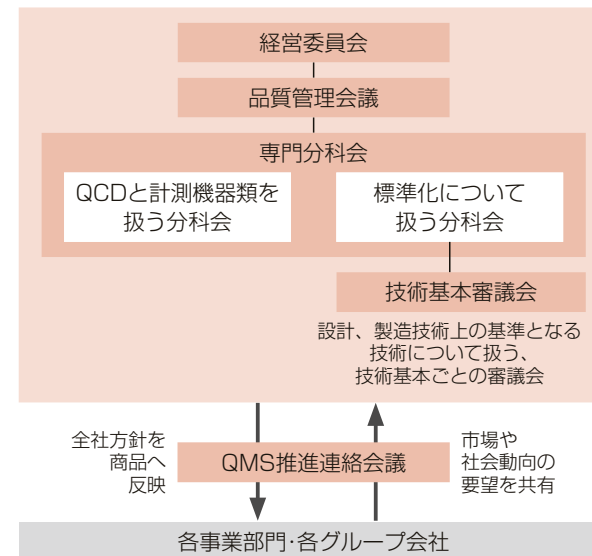 経営委員会
品質管理会議
専門分科会
QCDと計測機器類を
扱う分科会
標準化について
扱う分科会
技術基本審議会
設計、製造技術上の基準となる
技術について扱う、
技術基本ごとの審議会
全社方針を
商品へ
反映
QMS推進連絡会議
市場や
社会動向の
要望を共有
各事業部門・各グループ会社